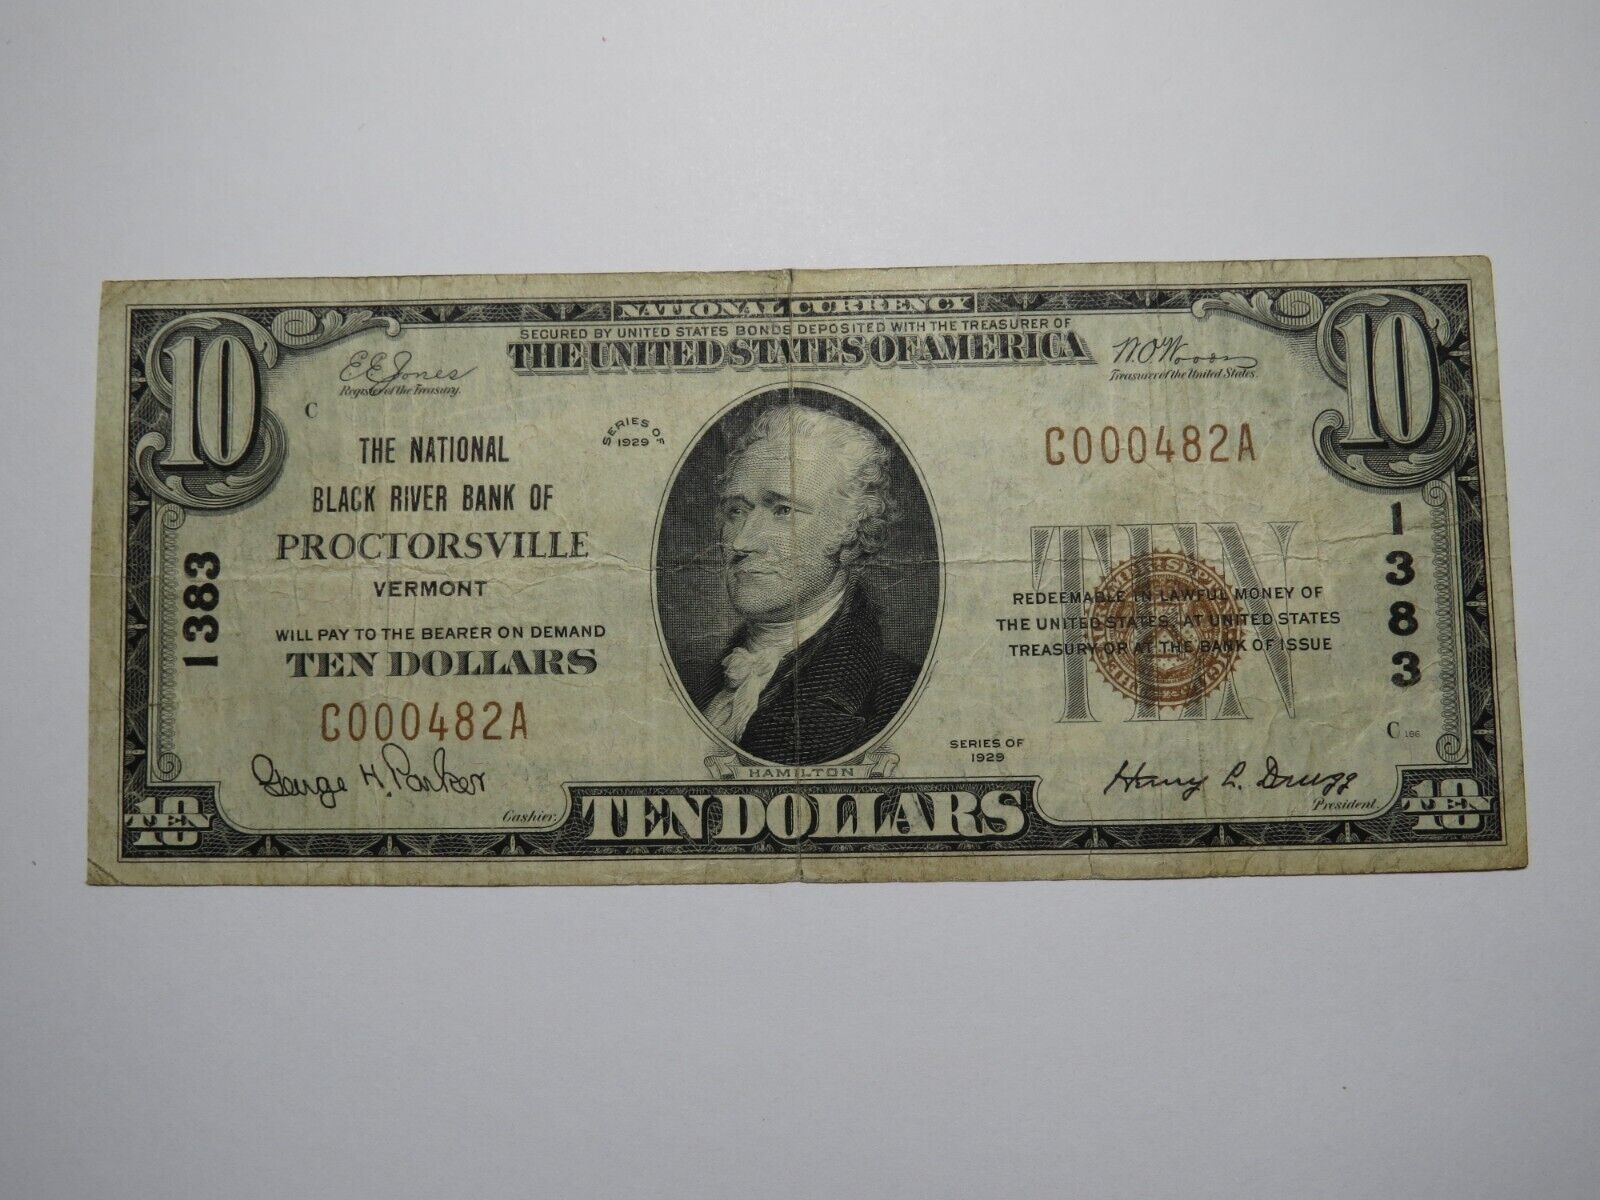 NATIONAL CURRENCY
SECURED BY UNITED STATES BONDS DEPOSITED WITH THE TREASURER OF
THE UNITED STATES OF AMERICA
10
10
E E Jones
Register of the Treasury.
W. O. Woods
Treasurer of the United States.
C
SERIES OF
1929
THE NATIONAL
BLACK RIVER BANK OF
PROCTORSVILLE
VERMONT
WILL PAY TO THE BEARER ON DEMAND
TEN DOLLARS
C000482A
1383
George H. Parker
Cashier.
HAMILTON
C000482A
TEN
REDEEMABLE IN LAWFUL MONEY OF
THE UNITED STATES AT UNITED STATES
TREASURY OR AT THE BANK OF ISSUE
1383
C 186
SERIES OF
1929
Harry L.
President.
10 TEN
TEN DOLLARS
10 TEN